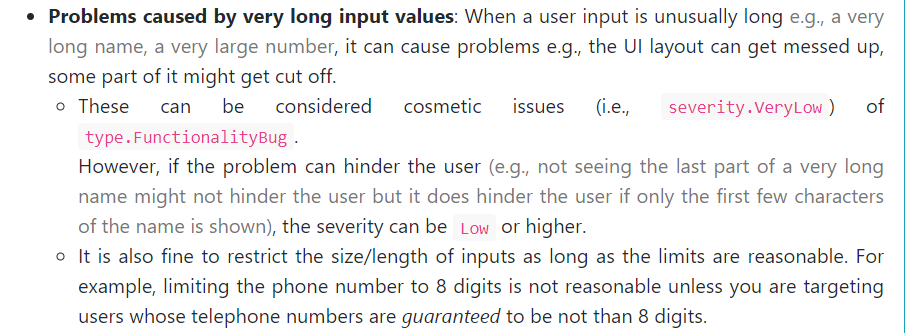 • Problems caused by very long input values: When a user input is unusually long e.g., a very
long name, a very large number, it can cause problems e.g., the UI layout can get messed up,
some part of it might get cut off.
◦ These can be considered cosmetic issues (i.e., severity.VeryLow ) of
type.FunctionalityBug .
However, if the problem can hinder the user (e.g., not seeing the last part of a very long
name might not hinder the user but it does hinder the user if only the first few characters
of the name is shown), the severity can be Low or higher.
◦ It is also fine to restrict the size/length of inputs as long as the limits are reasonable. For
example, limiting the phone number to 8 digits is not reasonable unless you are targeting
users whose telephone numbers are guaranteed to be not than 8 digits.